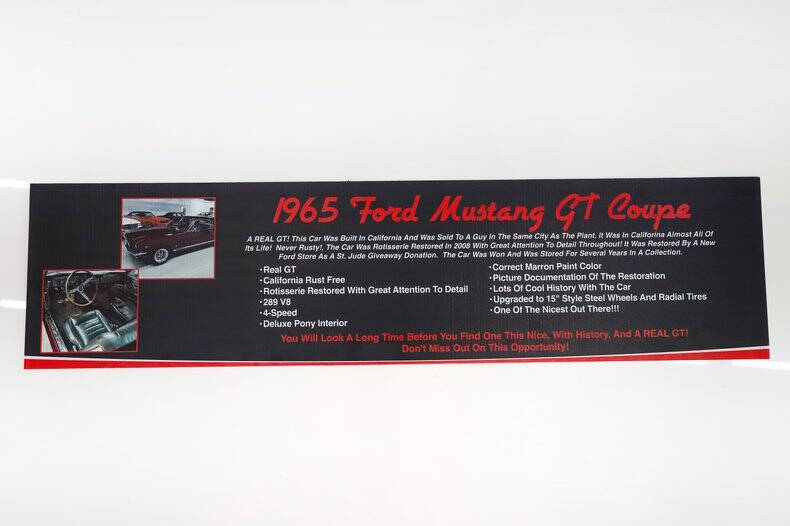 1965 Ford Mustang GT Coupe
A REAL GT! This Car Was Built In California And Was Sold To A Guy In The Same City As The Plant. It Was In California Almost All Of
Its Life! Never Rusty!, The Car Was Rotisserie Restored In 2008 With Great Attention To Detail Throughout! It Was Restored By A New
Ford Store As A St. Jude Giveaway Donation. The Car Was Won And Was Stored For Several Years In A Collection.
·Real GT
·California Rust Free
·Rotisserie Restored With Great Attention To Detail
·289 V8
·4-Speed
·Deluxe Pony Interior
·Correct Marron Paint Color
·Picture Documentation Of The Restoration
·Lots Of Cool History With The Car
·Upgraded to 15" Style Steel Wheels And Radial Tires
·One Of The Nicest Out There!!!
You Will Look A Long Time Before You Find One This Nice, With History, And A REAL GT!
Don't Miss Out On This Opportunity!